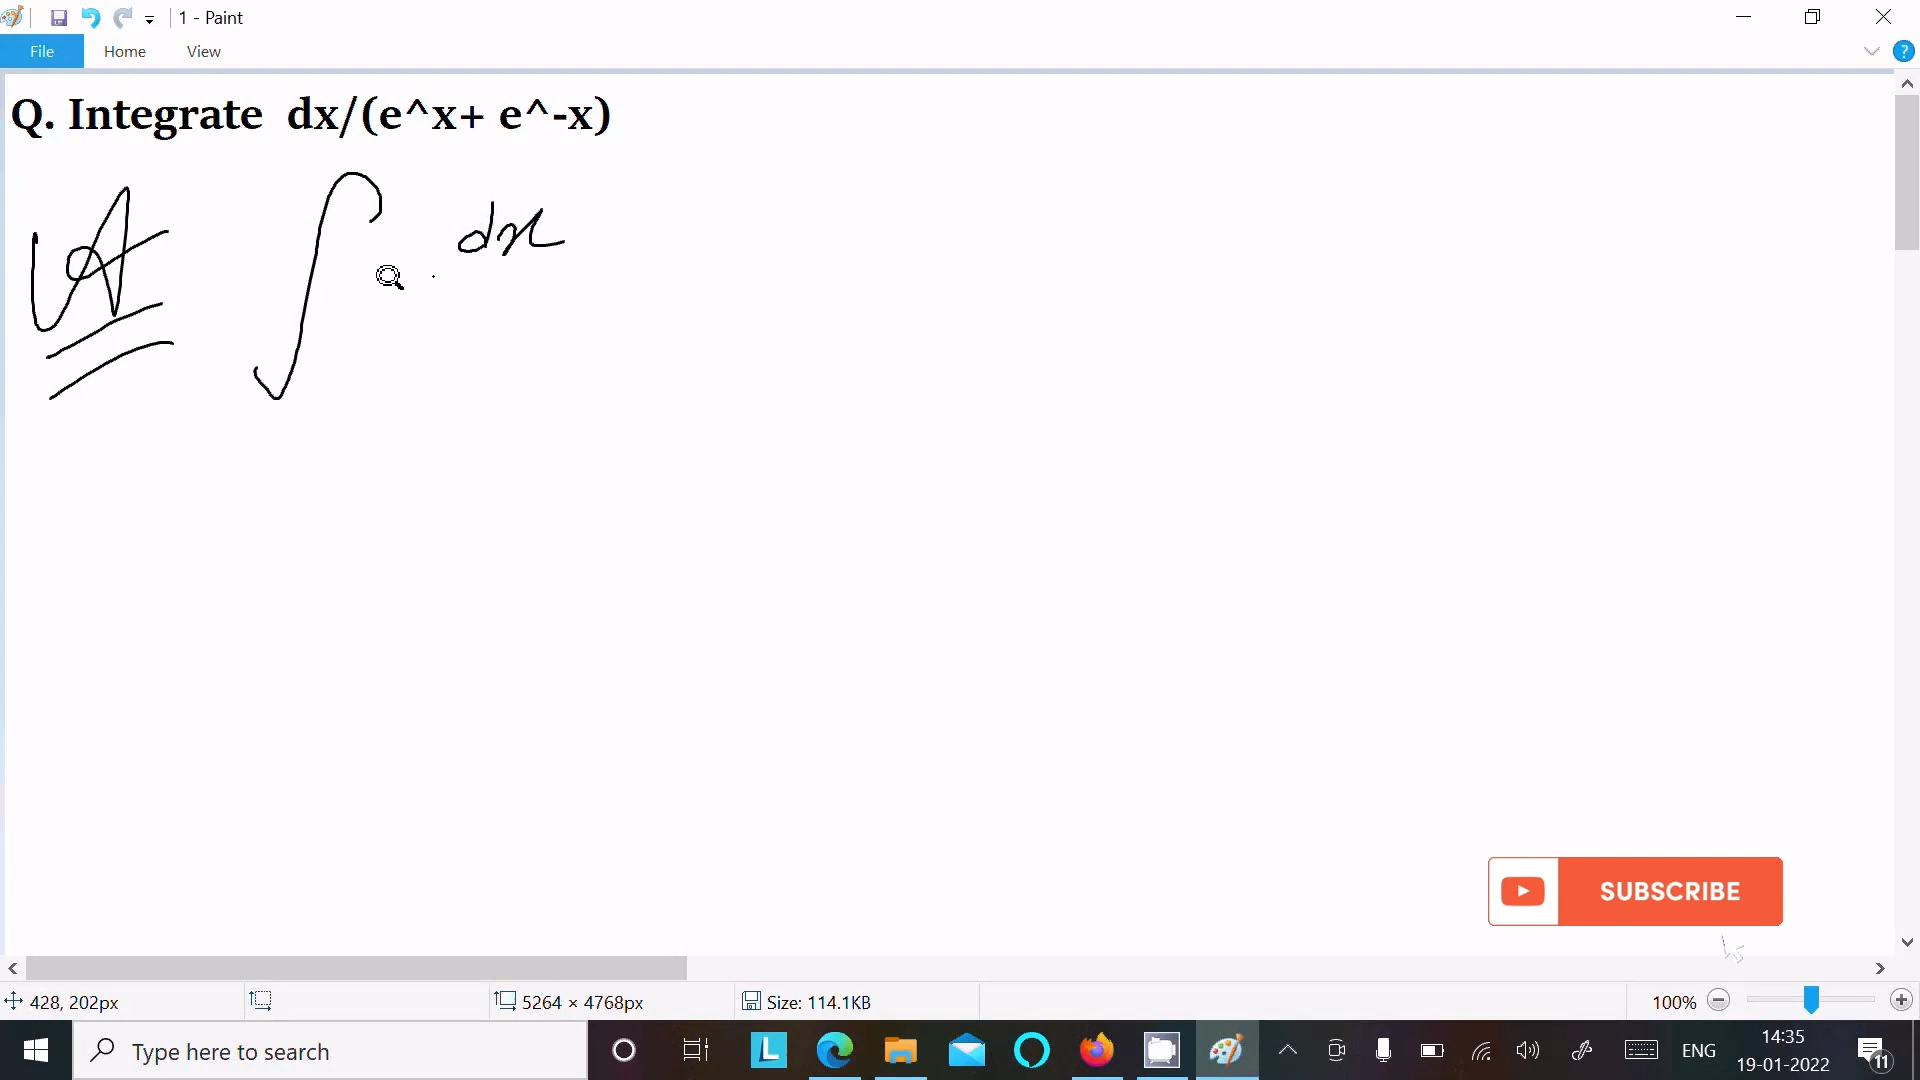 1 - Paint
File Home View
Q. Integrate dx/(e^x+ e^-x)
∫ dx
SUBSCRIBE
428, 202px 5264 × 4768px Size: 114.1KB 100%
Type here to search L ENG 14:35
19-01-2022 11